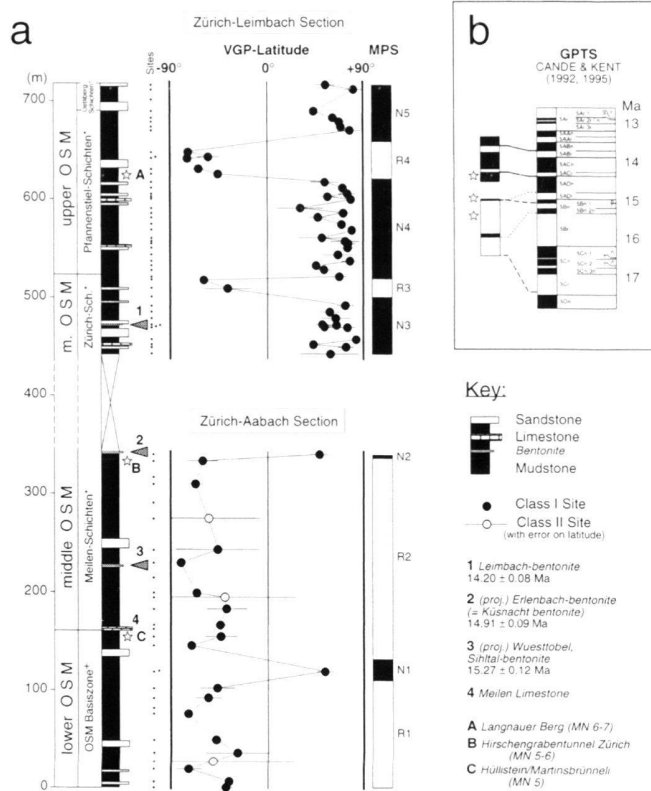 a
Zürich-Leimbach Section
VGP-Latitude
MPS
Sites
-90°
0°
+90°
(m)
700
600
500
400
300
200
100
0
upper OSM
m. OSM
middle OSM
lower OSM
Pfannenstiel-Schichten*
Zürich-Sch.*
Meilen-Schichten*
OSM Basiszone+
A
1
2
B
3
4
C
N5
R4
N4
R3
N3
Zürich-Aabach Section
N2
R2
N1
R1
b
GPTS
CANDE & KENT
(1992, 1995)
Ma
13
14
15
16
17
Key:
Sandstone
Limestone
Bentonite
Mudstone
Class I Site
Class II Site
(with error on latitude)
1 Leimbach-bentonite
14.20 ± 0.08 Ma
2 (proj.) Erlenbach-bentonite
(= Küsnacht bentonite)
14.91 ± 0.09 Ma
3 (proj.) Wuesttobel,
Sihltal-bentonite
15.27 ± 0.12 Ma
4 Meilen Limestone
A Langnauer Berg (MN 6-7)
B Hirschengrabentunnel Zürich
(MN 5-6)
C Hüllistein/Martinsbrünneli
(MN 5)